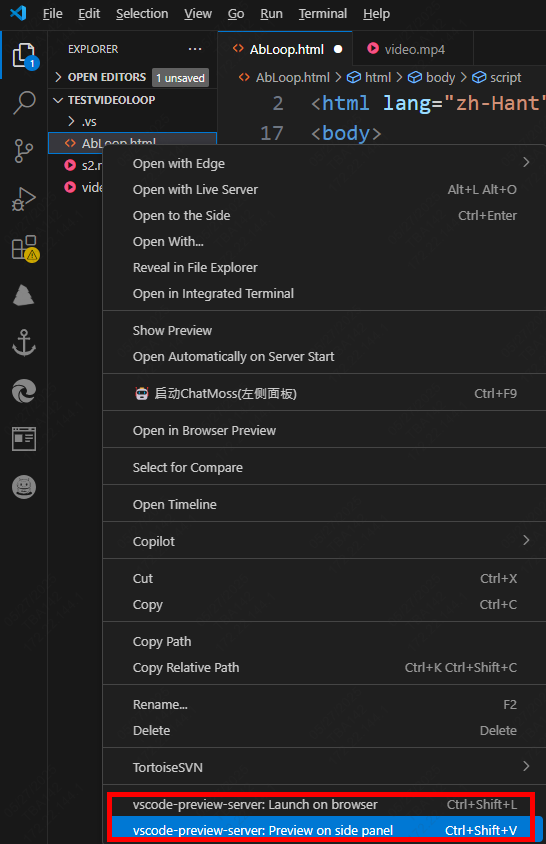 File Edit Selection View Go Run Terminal Help
EXPLORER ···
AbLoop.html
video.mp4
OPEN EDITORS 1 unsaved
AbLoop.html > html > body > script
TESTVIDEOLOOP
2 <html lang="zh-Hant"
> .vs
17 <body>
AbLoop.html
s2.
vide
1
Open with Edge
Open with Live Server Alt+L Alt+O
Open to the Side Ctrl+Enter
Open With...
Reveal in File Explorer
Open in Integrated Terminal
Show Preview
Open Automatically on Server Start
启动ChatMoss(左侧面板) Ctrl+F9
Open in Browser Preview
Select for Compare
Open Timeline
Copilot
Cut Ctrl+X
Copy Ctrl+C
Copy Path
Copy Relative Path Ctrl+K Ctrl+Shift+C
Rename... F2
Delete Delete
TortoiseSVN
vscode-preview-server: Launch on browser Ctrl+Shift+L
vscode-preview-server: Preview on side panel Ctrl+Shift+V